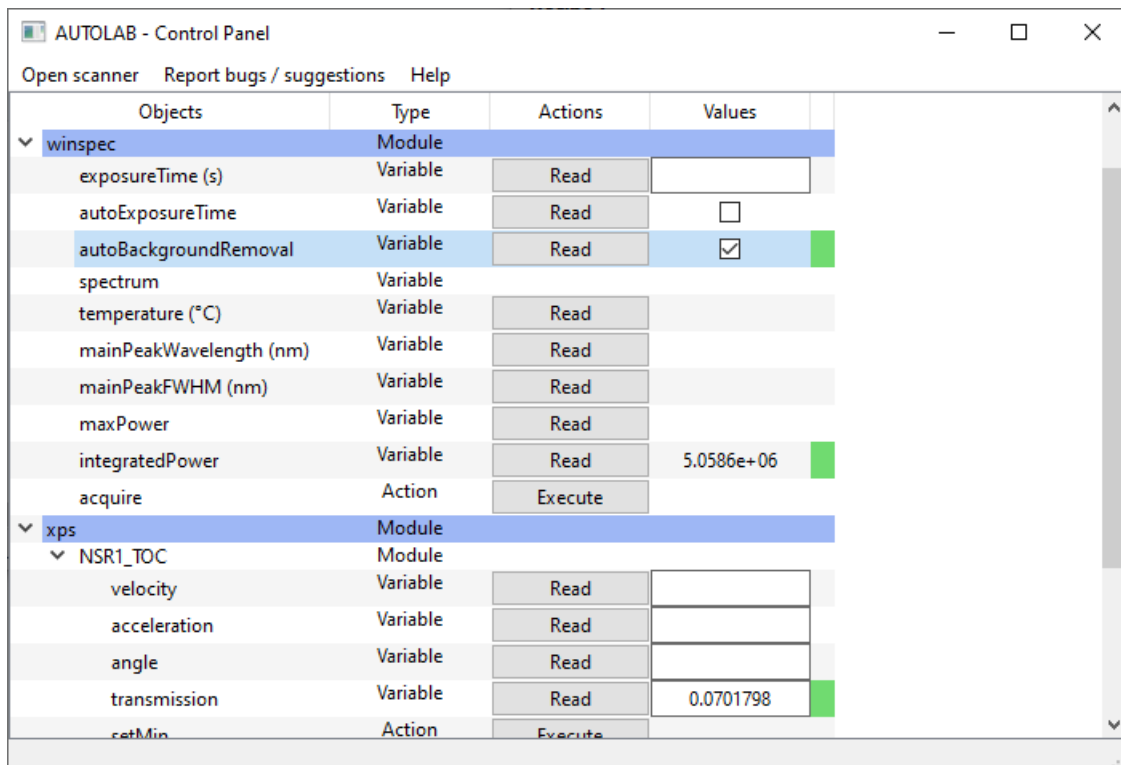 AUTOLAB - Control Panel
Open scanner Report bugs / suggestions Help
Objects Type Actions Values
winspec Module
exposureTime (s) Variable Read
autoExposureTime Variable Read
autoBackgroundRemoval Variable Read
spectrum Variable
temperature (°C) Variable Read
mainPeakWavelength (nm) Variable Read
mainPeakFWHM (nm) Variable Read
maxPower Variable Read
integratedPower Variable Read 5.0586e+06
acquire Action Execute
xps Module
NSR1_TOC Module
velocity Variable Read
acceleration Variable Read
angle Variable Read
transmission Variable Read 0.0701798
setMin Action Execute